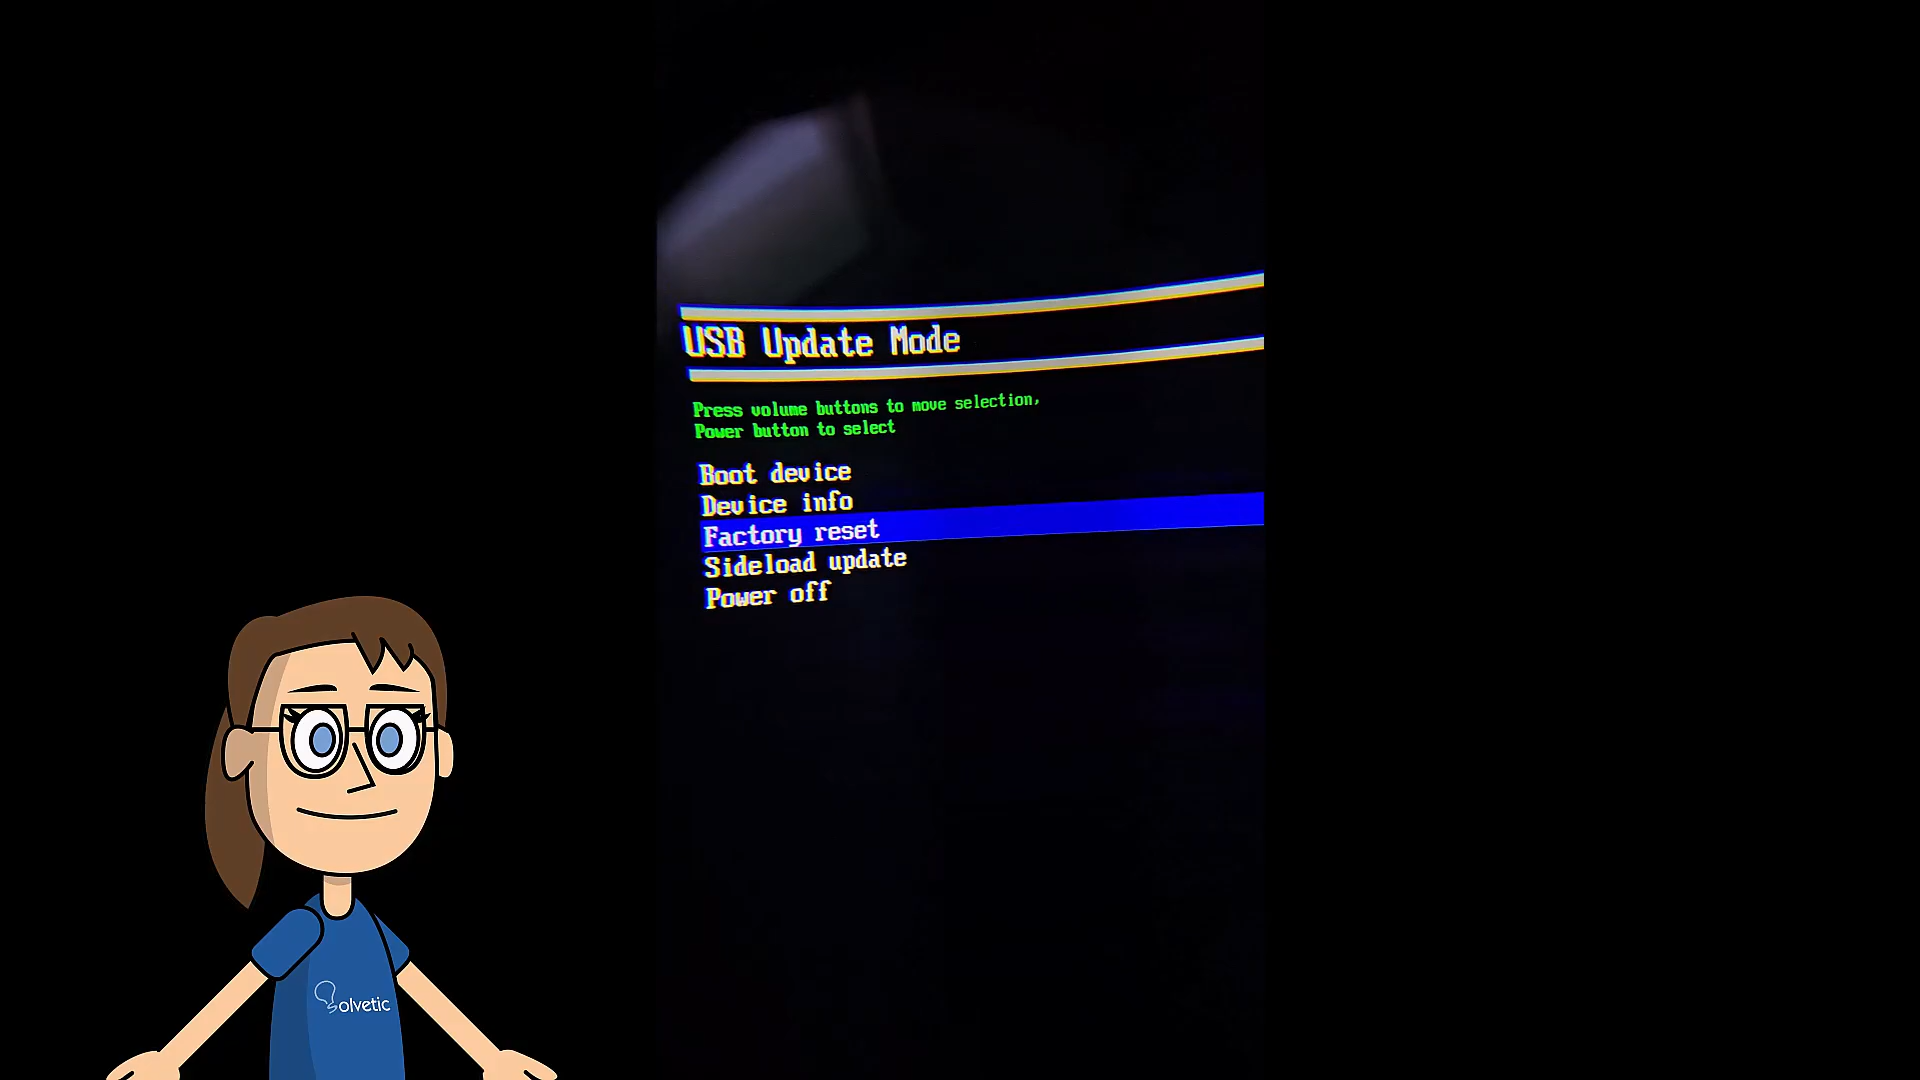 USB Update Mode
Press volume buttons to move selection,
Power button to select
Boot device
Device info
Factory reset
Sideload update
Power off
Solvetic